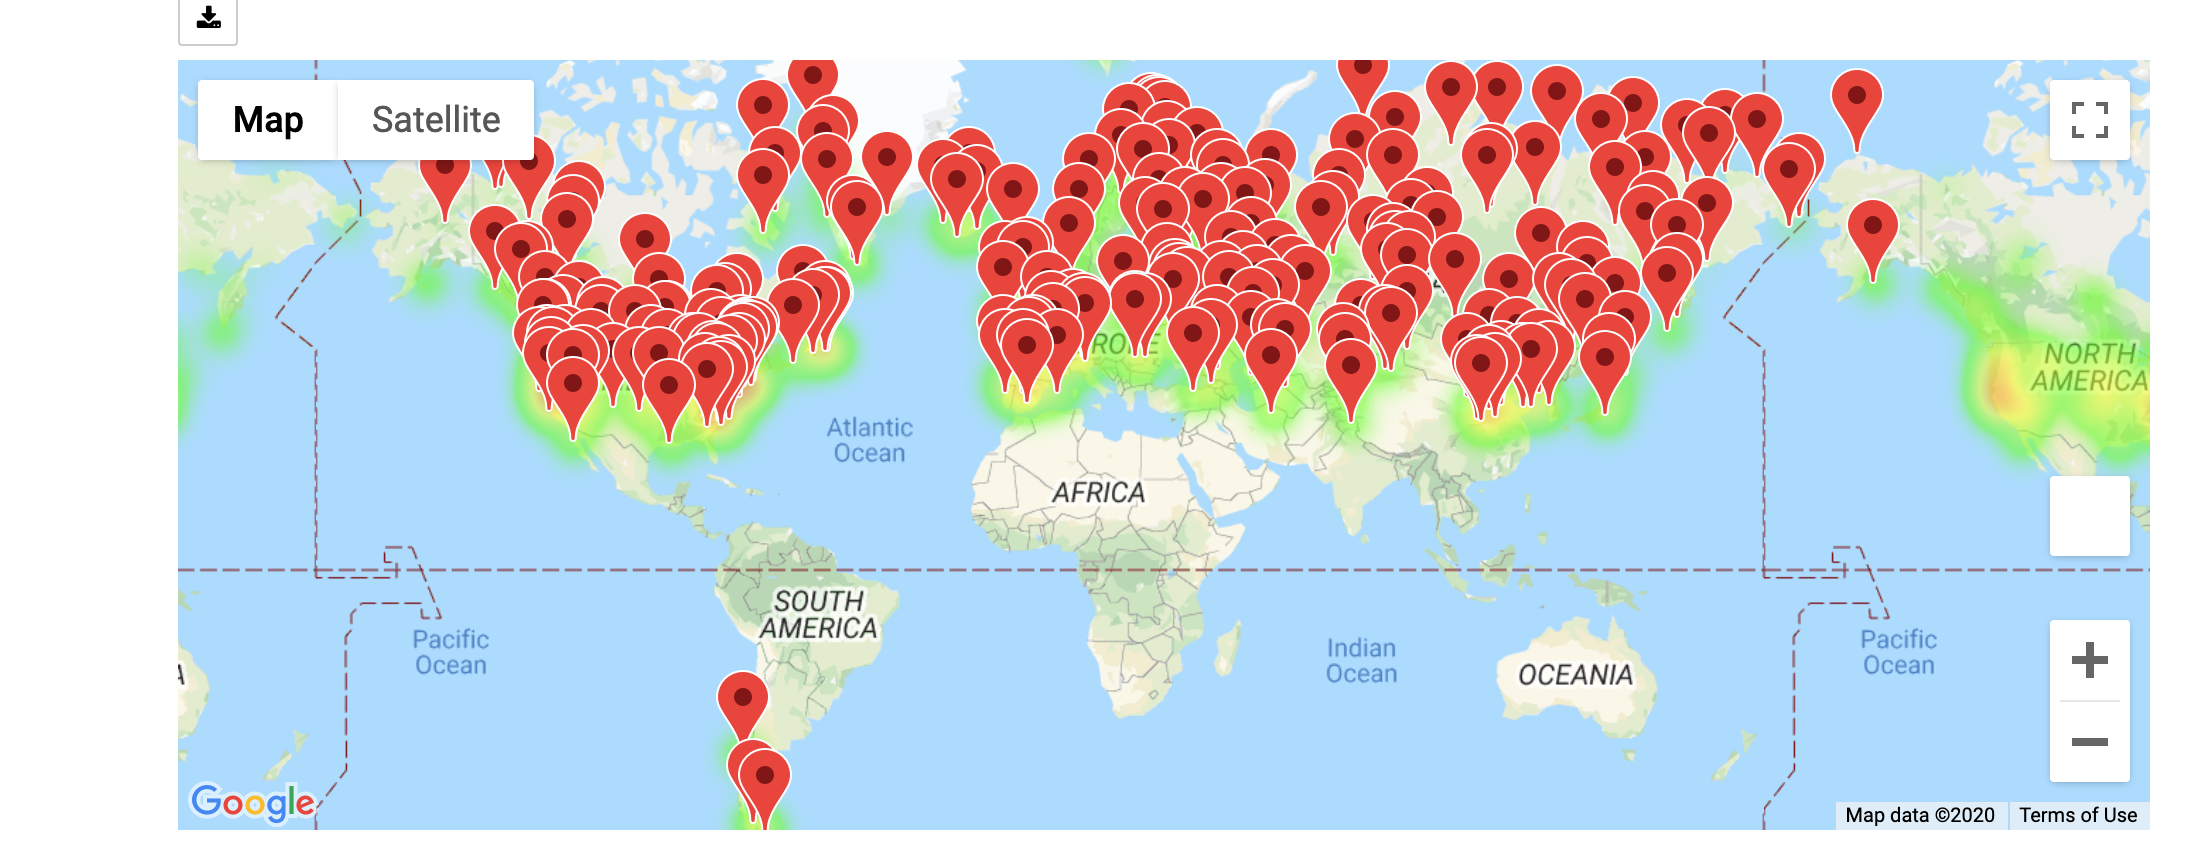 Map
Satellite
NORTH
AMERICA
Atlantic
Ocean
AFRICA
SOUTH
AMERICA
Pacific
Ocean
Indian
Ocean
OCEANIA
Pacific
Ocean
Google
Map data ©2020
Terms of Use